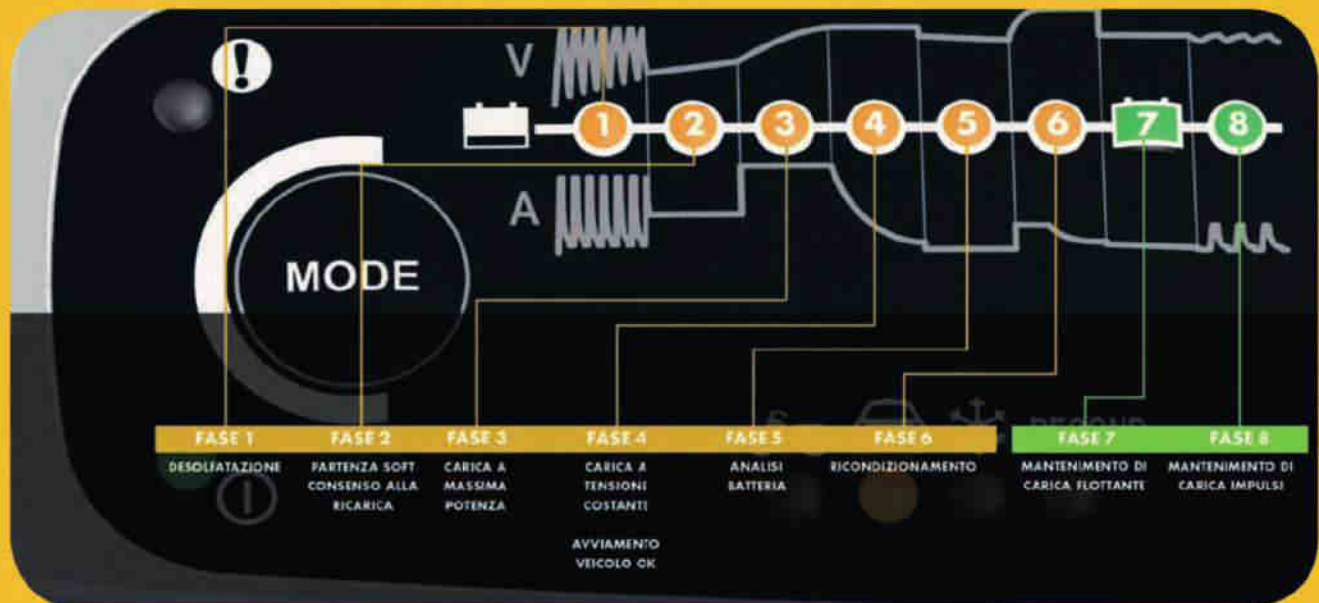 V
1 2 3 4 5 6 7 8
A
MODE
FASE 1
DESOLFATAZIONE
FASE 2
PARTENZA SOFT
CONSENSO ALLA
RICARICA
FASE 3
CARICA A
MASSIMA
POTENZA
FASE 4
CARICA A
TENSIONI
COSTANTI
AVVIAMENTO
VEICOLO OK
FASE 5
ANALISI
BATTERIA
FASE 6
RICONDIZIONAMENTO
FASE 7
MANTENIMENTO DI
CARICA FLOTTANTE
FASE 8
MANTENIMENTO DI
CARICA IMPULSI